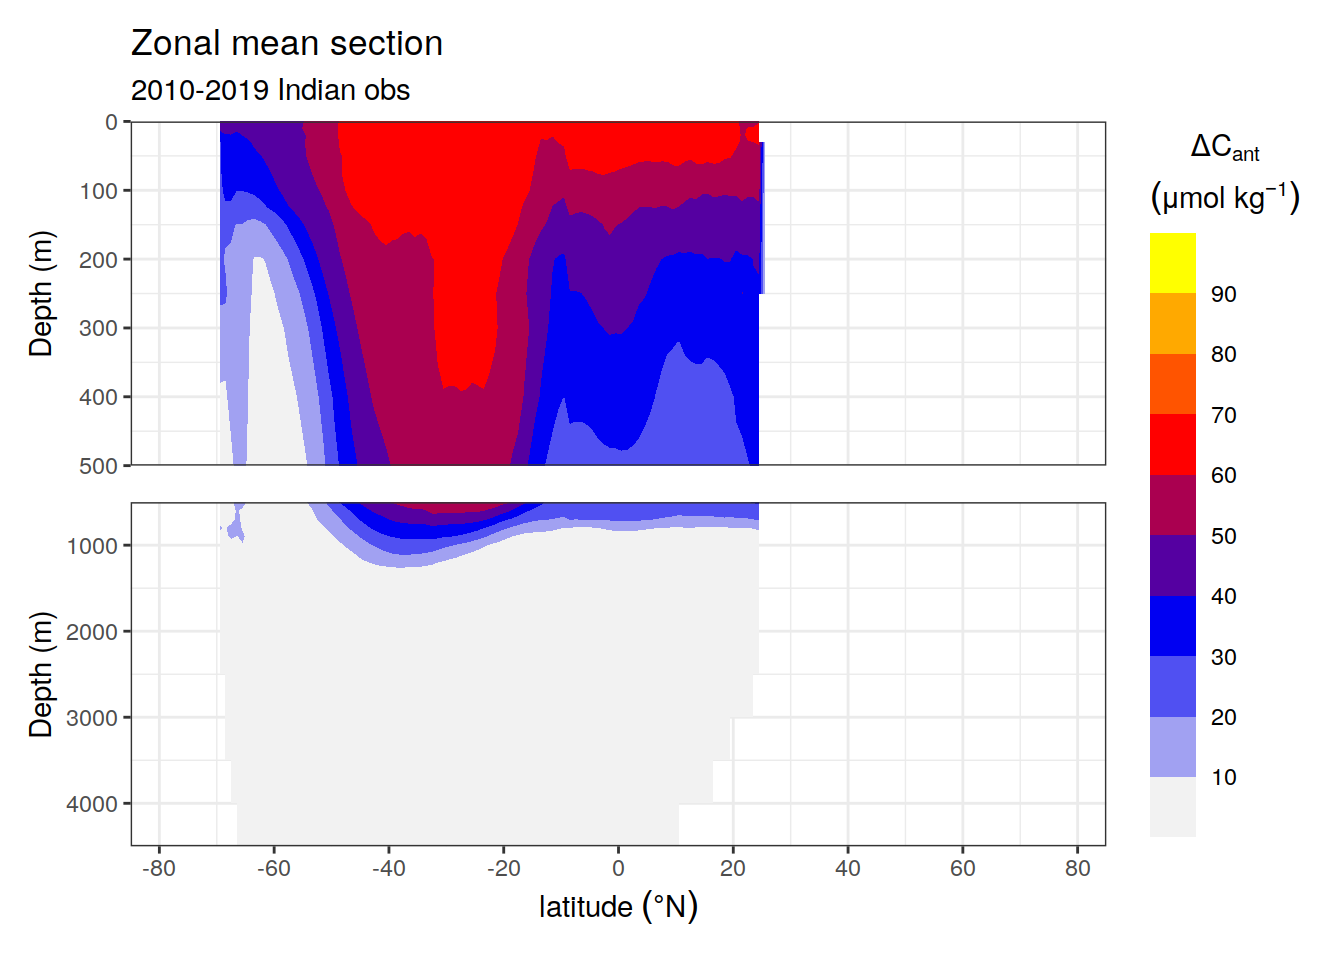 Zonal mean section
2010-2019 Indian obs
0
100
200
300
400
500
Depth (m)
1000
2000
3000
4000
Depth (m)
-80 -60 -40 -20 0 20 40 60 80
latitude (°N)
ΔCant
(µmol kg⁻¹)
90
80
70
60
50
40
30
20
10